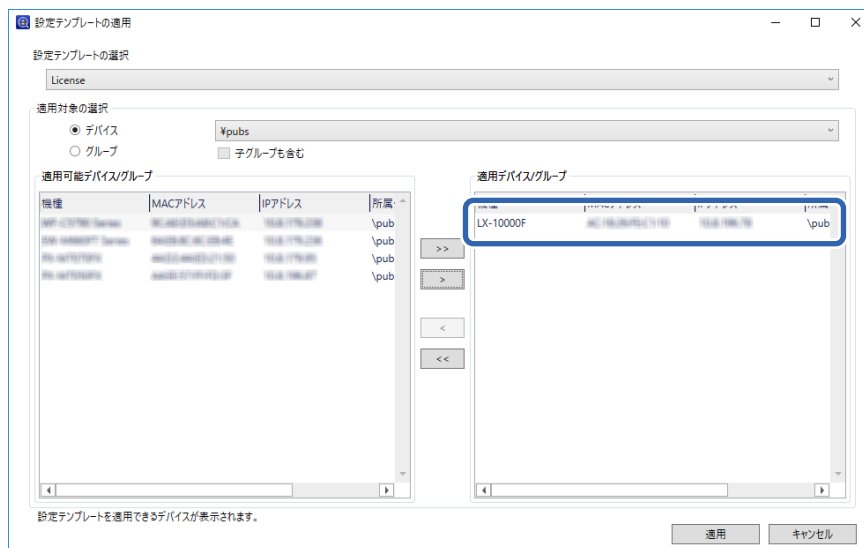 設定テンプレートの適用
設定テンプレートの選択
License
適用対象の選択
デバイス
¥pubs
グループ
子グループも含む
適用可能デバイス/グループ
適用デバイス/グループ
機種 MACアドレス IPアドレス 所属・
\pub
\pub
\pub
\pub
LX-10000F \pub
>>
>
<
<<
設定テンプレートを適用できるデバイスが表示されます。
適用 キャンセル